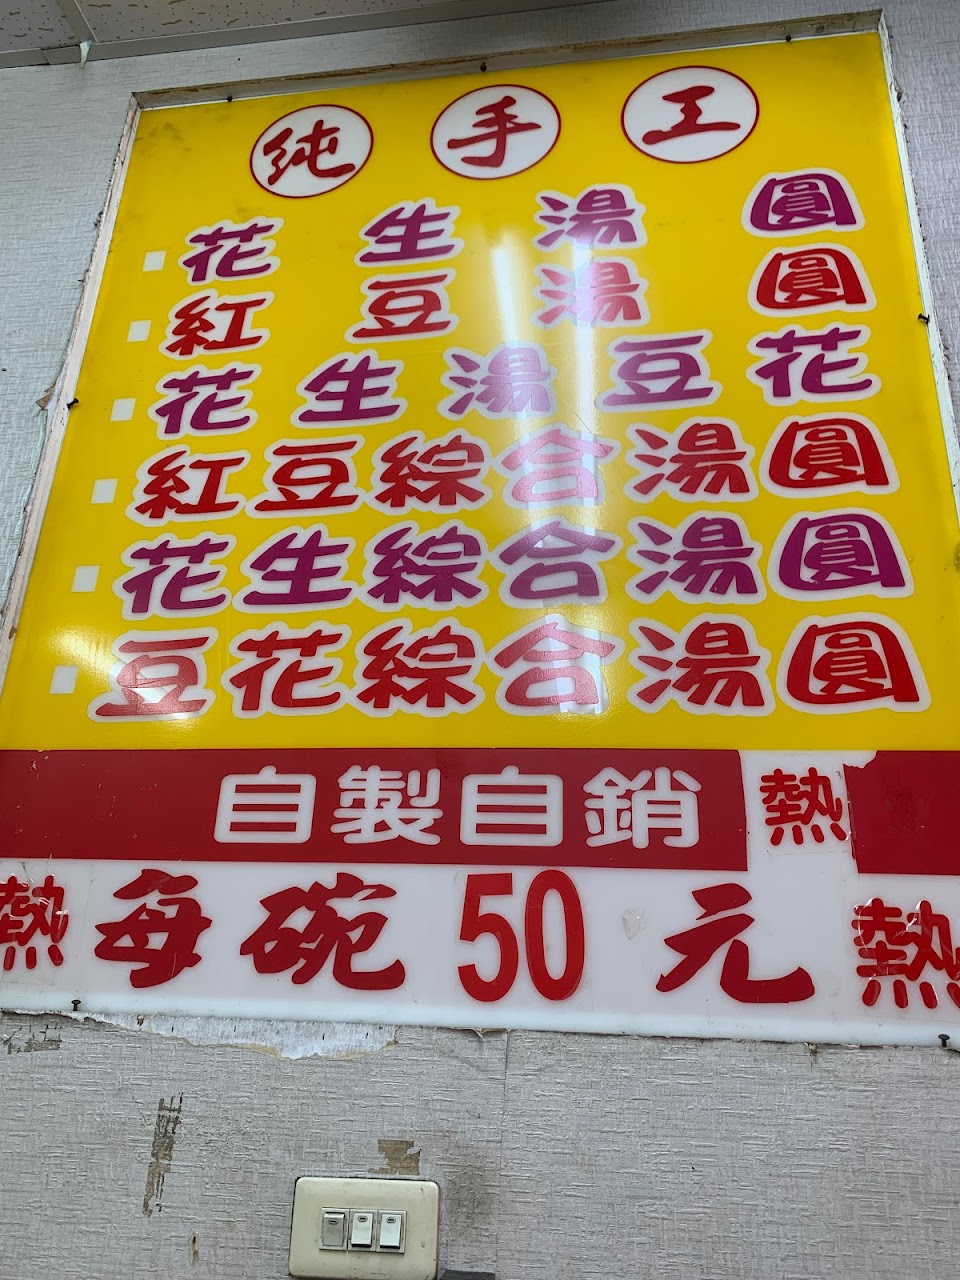 純手工
花生湯圓
紅豆湯圓
花生湯豆花
紅豆綜合湯圓
花生綜合湯圓
豆花綜合湯圓
自製自銷 熱
熱 每碗50元 熱